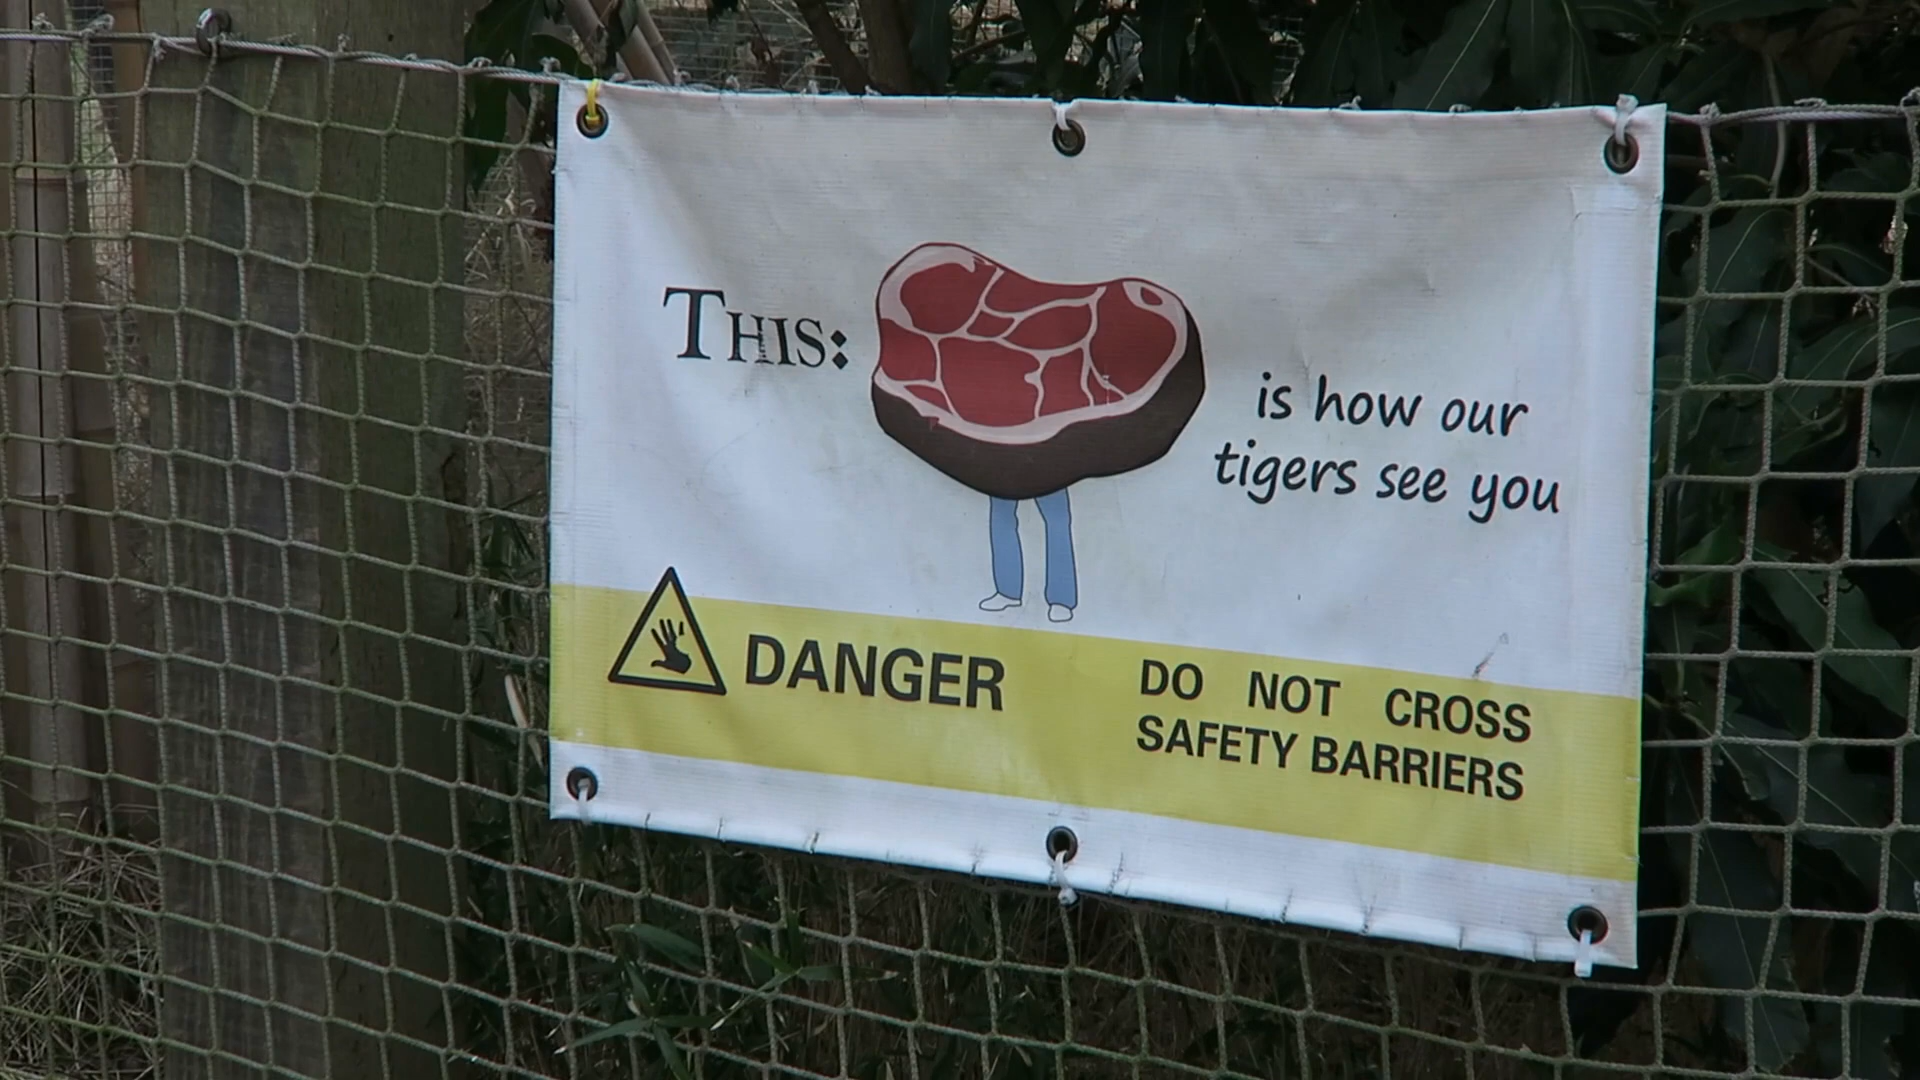 THIS:
is how our
tigers see you
DANGER
DO NOT CROSS
SAFETY BARRIERS